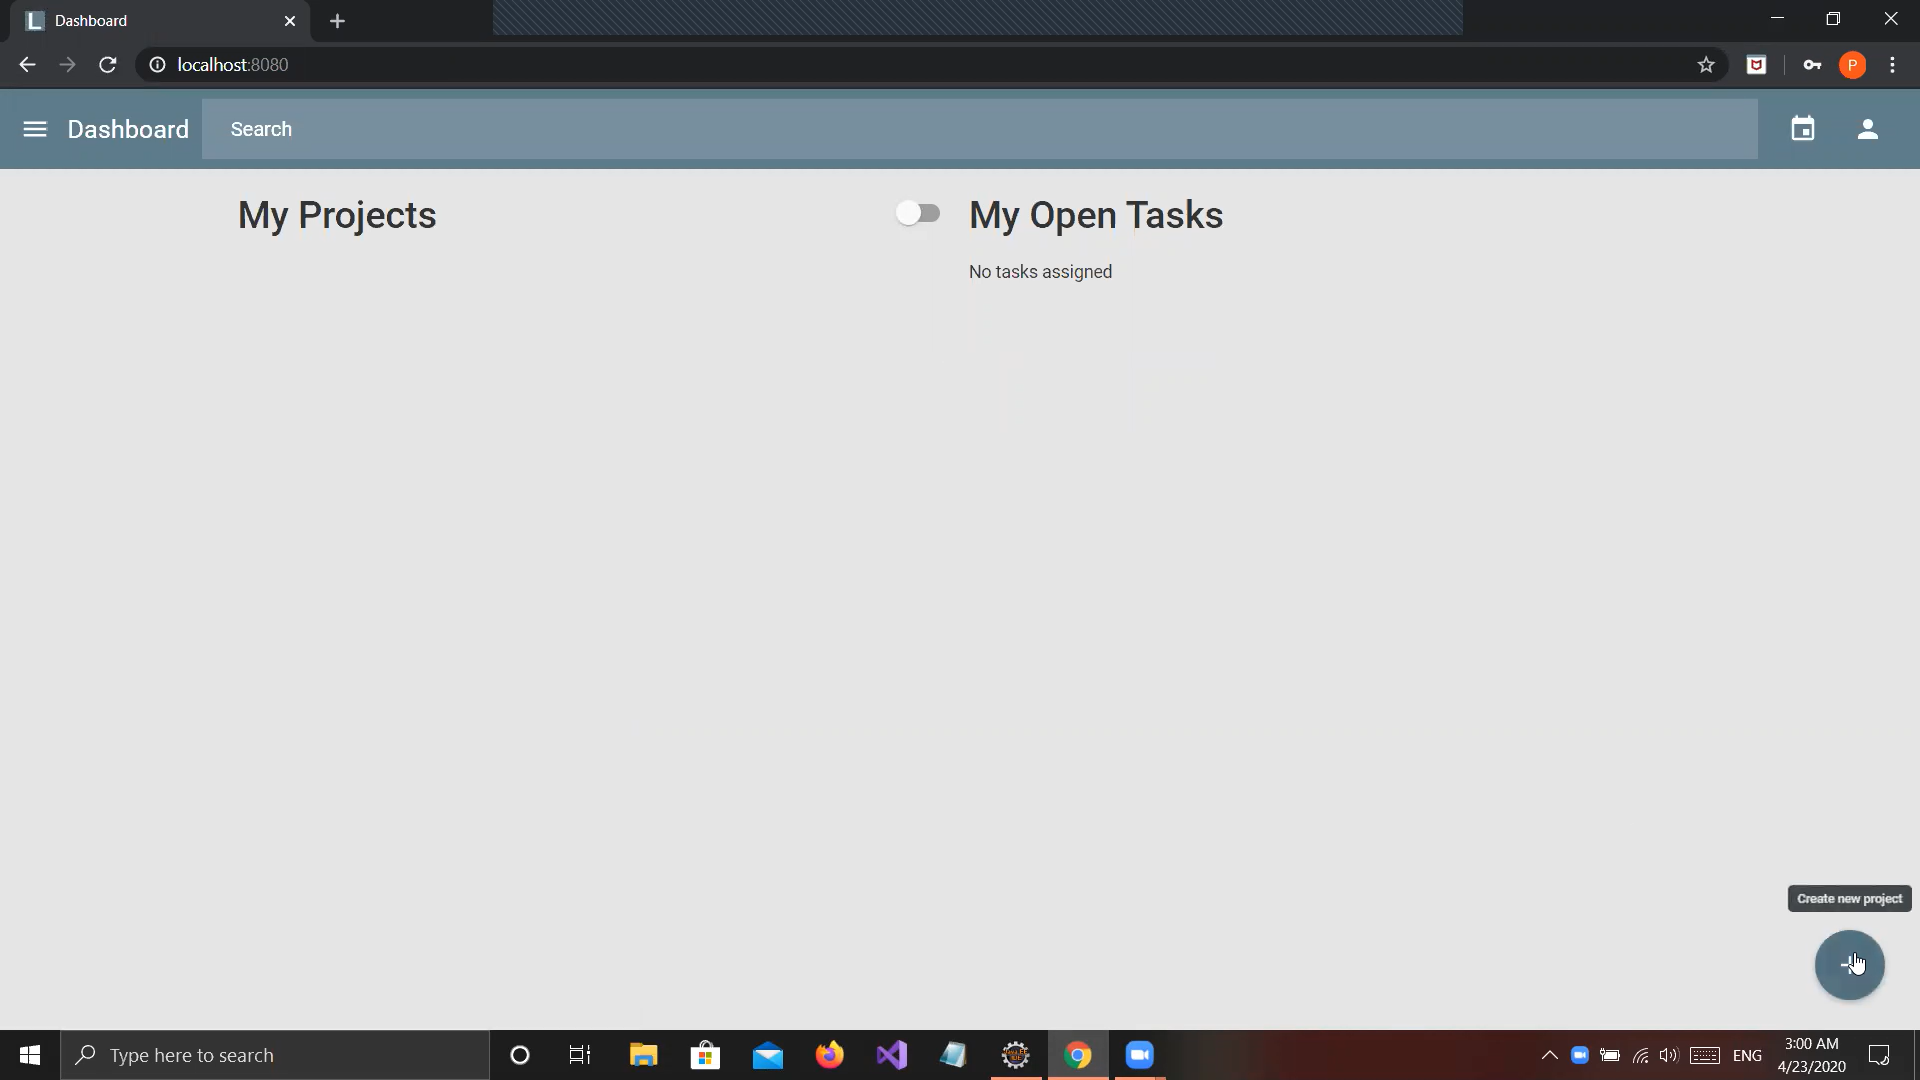 Dashboard
localhost:8080
P
Dashboard
Search
My Projects
My Open Tasks
No tasks assigned
Create new project
Type here to search
ENG
3:00 AM
4/23/2020